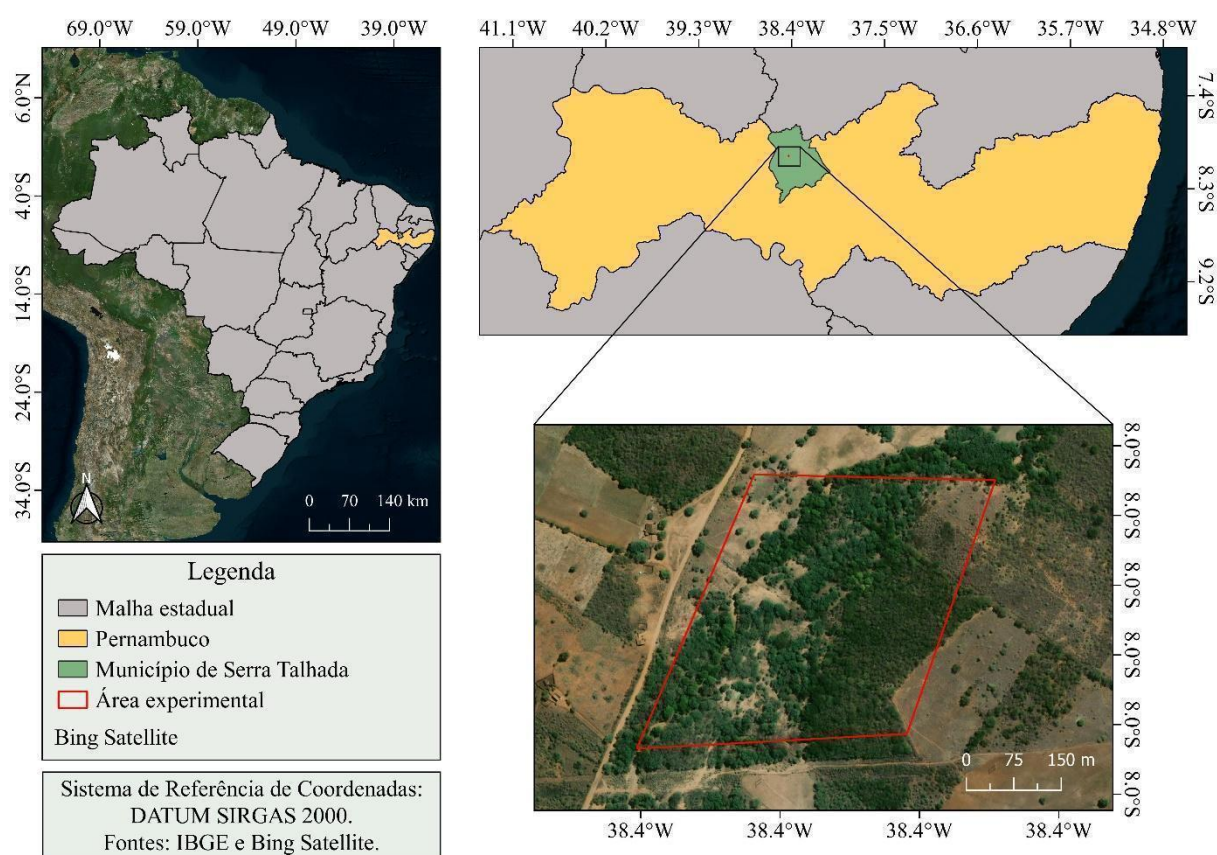 69.0°W 59.0°W 49.0°W 39.0°W
6.0°N
4.0°S
14.0°S
24.0°S
34.0°S
N
0 70 140 km
41.1°W 40.2°W 39.3°W 38.4°W 37.5°W 36.6°W 35.7°W 34.8°W
7.4°S
8.3°S
9.2°S
8.0°S
8.0°S
8.0°S
8.0°S
8.0°S
8.0°S
0 75 150 m
38.4°W 38.4°W 38.4°W 38.4°W
Legenda
Malha estadual
Pernambuco
Município de Serra Talhada
Área experimental
Bing Satellite
Sistema de Referência de Coordenadas:
DATUM SIRGAS 2000.
Fontes: IBGE e Bing Satellite.